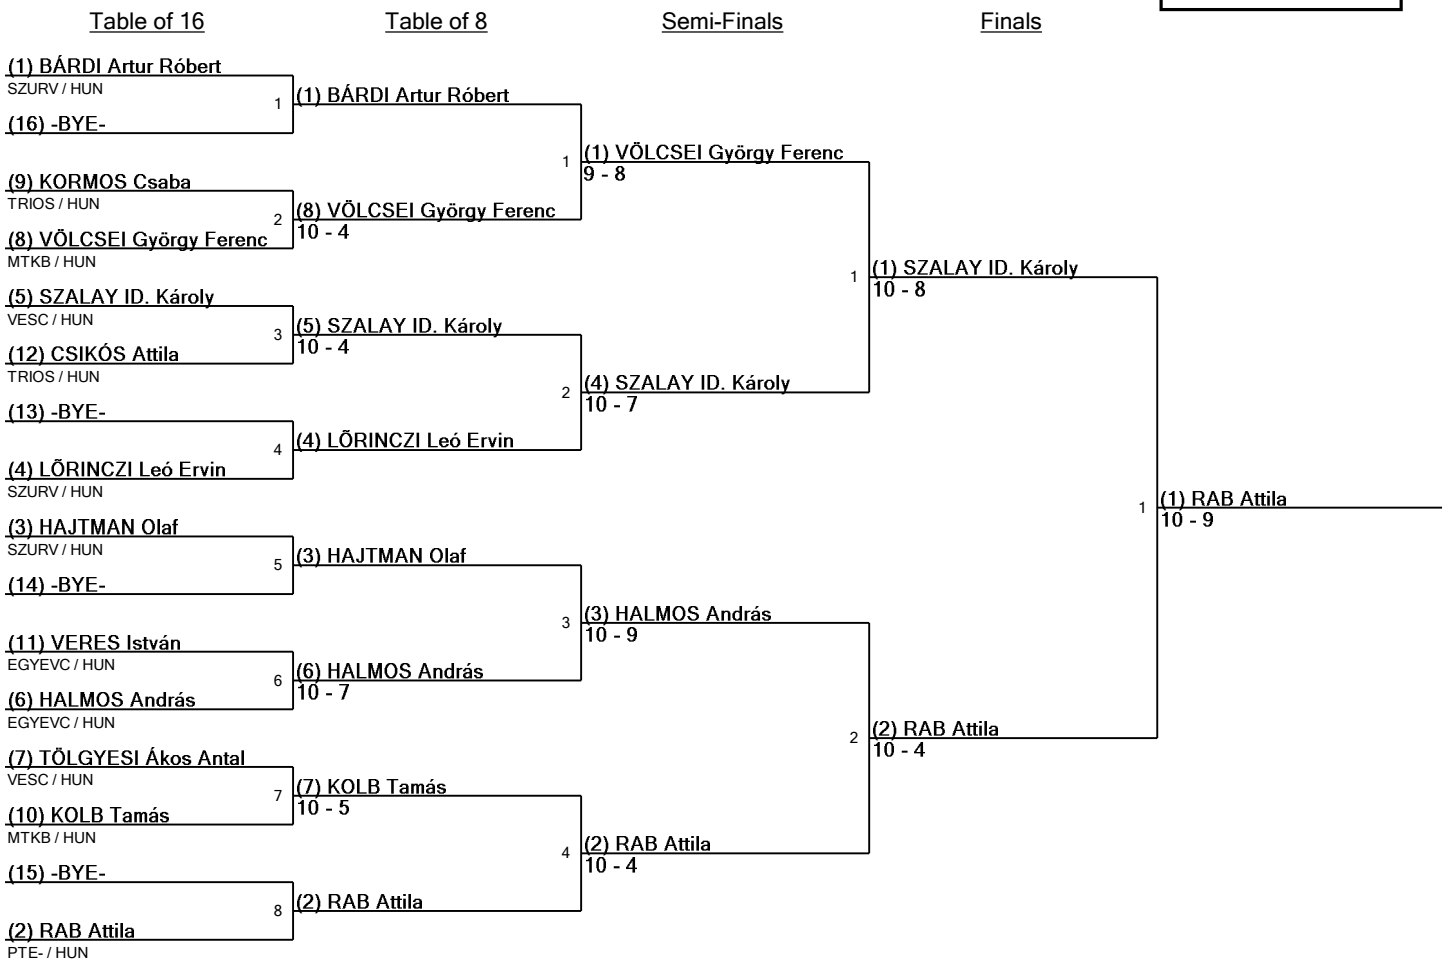 Table of 16
Table of 8
Semi-Finals
Finals
(1) BÁRDI Artur Róbert
SZURV / HUN
1
(16) -BYE-
(9) KORMOS Csaba
TRIOS / HUN
2
(8) VÖLCSEI György Ferenc
MTKB / HUN
(5) SZALAY ID. Károly
VESC / HUN
3
(12) CSIKÓS Attila
TRIOS / HUN
(13) -BYE-
4
(4) LÕRINCZI Leó Ervin
SZURV / HUN
(3) HAJTMAN Olaf
SZURV / HUN
5
(14) -BYE-
(11) VERES István
EGYEVC / HUN
6
(6) HALMOS András
EGYEVC / HUN
(7) TÖLGYESI Ákos Antal
VESC / HUN
7
(10) KOLB Tamás
MTKB / HUN
(15) -BYE-
8
(2) RAB Attila
PTE- / HUN
(1) BÁRDI Artur Róbert
1
(8) VÖLCSEI György Ferenc
10 - 4
(5) SZALAY ID. Károly
10 - 4
2
(4) LÕRINCZI Leó Ervin
(3) HAJTMAN Olaf
3
(6) HALMOS András
10 - 7
(7) KOLB Tamás
10 - 5
4
(2) RAB Attila
(1) VÖLCSEI György Ferenc
9 - 8
1
(4) SZALAY ID. Károly
10 - 7
(3) HALMOS András
10 - 9
2
(2) RAB Attila
10 - 4
(1) SZALAY ID. Károly
10 - 8
1
(2) RAB Attila
10 - 4
(1) RAB Attila
10 - 9